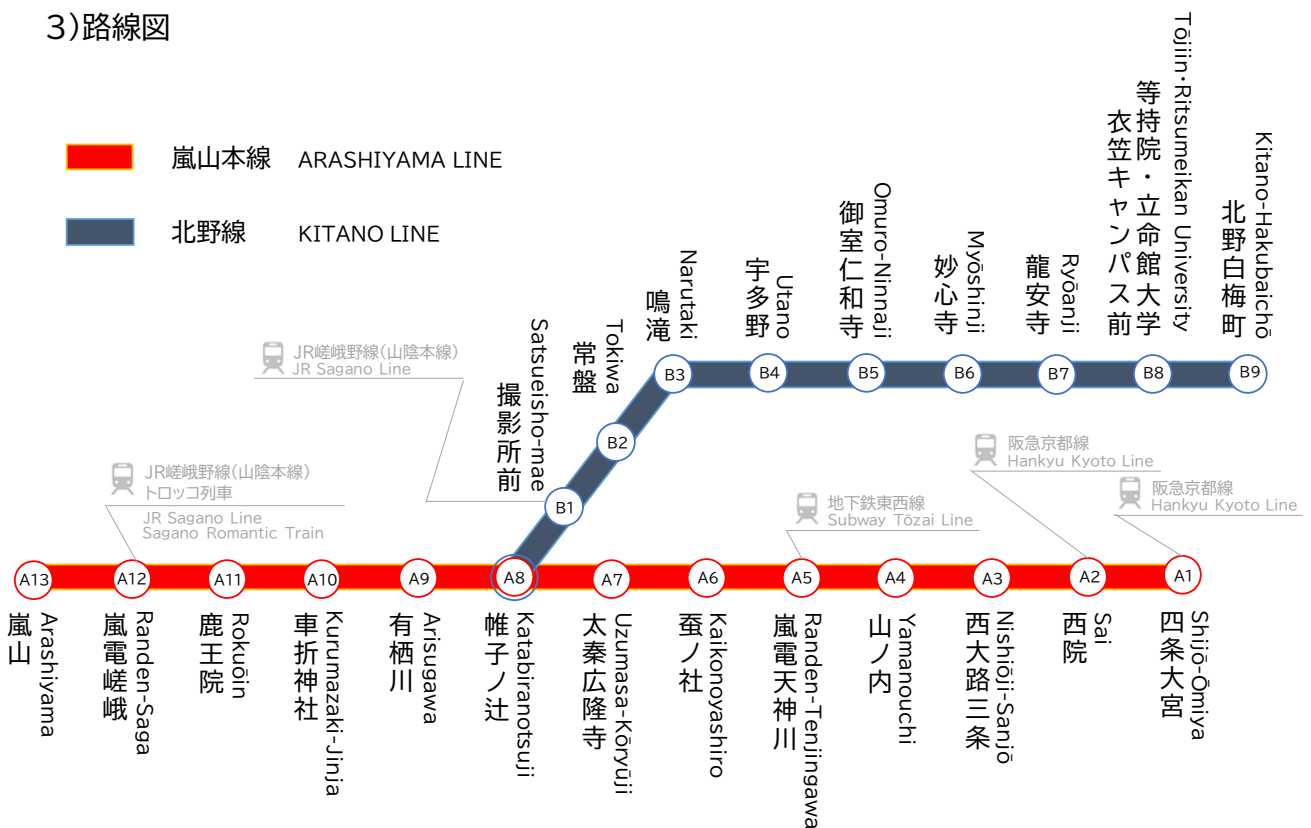 3)路線図
嵐山本線 ARASHIYAMA LINE
北野線 KITANO LINE
JR嵯峨野線(山陰本線)
JR Sagano Line
JR嵯峨野線(山陰本線)
トロッコ列車
JR Sagano Line
Sagano Romantic Train
阪急京都線
Hankyu Kyoto Line
阪急京都線
Hankyu Kyoto Line
地下鉄東西線
Subway Tōzai Line
撮影所前
Satsueisho-mae
常盤
Tokiwa
鳴滝
Narutaki
宇多野
Utano
御室仁和寺
Omuro-Ninnaji
妙心寺
Myōshinji
龍安寺
Ryōanji
等持院・立命館大学
衣笠キャンパス前
Tōjiin・Ritsumeikan University
北野白梅町
Kitano-Hakubaichō
B1
B2
B3
B4
B5
B6
B7
B8
B9
A13
A12
A11
A10
A9
A8
A7
A6
A5
A4
A3
A2
A1
嵐山
Arashiyama
嵐電嵯峨
Randen-Saga
鹿王院
Rokuōin
車折神社
Kurumazaki-Jinja
有栖川
Arisugawa
帷子ノ辻
Katabiranotsuji
太秦広隆寺
Uzumasa-Kōryūji
蚕ノ社
Kaikonoyashiro
嵐電天神川
Randen-Tenjingawa
山ノ内
Yamanouchi
西大路三条
Nishiōji-Sanjō
西院
Sai
四条大宮
Shijō-Ōmiya